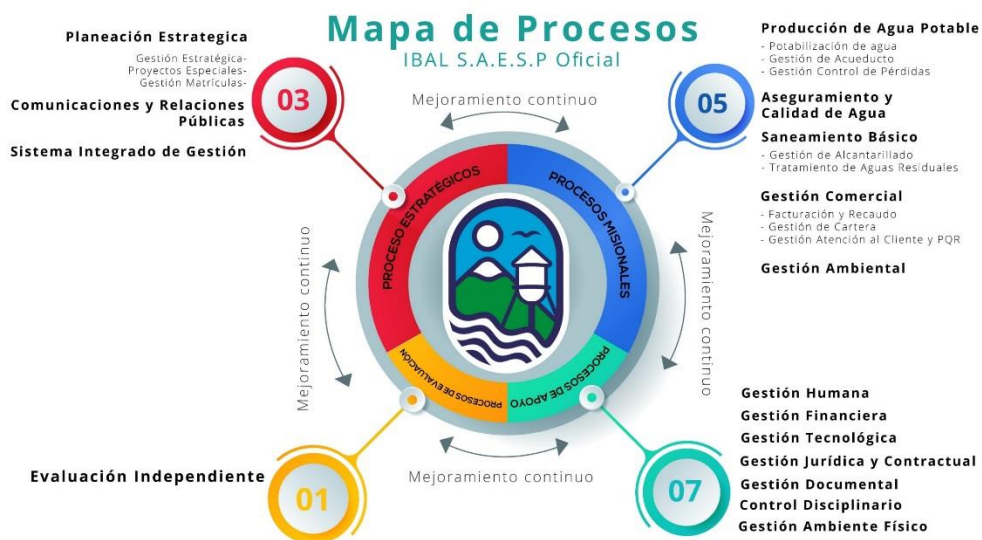 Mapa de Procesos
IBAL S.A.E.S.P Oficial
Planeación Estrategica
Gestión Estratégica-
Proyectos Especiales-
Gestión Matrículas-
Comunicaciones y Relaciones
Públicas
Sistema Integrado de Gestión
03
Mejoramiento continuo
05
Producción de Agua Potable
- Potabilización de agua
- Gestión de Acueducto
- Gestión Control de Pérdidas
Aseguramiento y
Calidad de Agua
Saneamiento Básico
- Gestión de Alcantarillado
- Tratamiento de Aguas Residuales
Gestión Comercial
- Facturación y Recaudo
- Gestión de Cartera
- Gestión Atención al Cliente y PQR
Gestión Ambiental
PROCESO ESTRATÉGICOS
PROCESOS MISIONALES
Mejoramiento continuo
Mejoramiento continuo
PROCESOS DE EVALUACIÓN
PROCESOS DE APOYO
Evaluación Independiente
01
Mejoramiento continuo
07
Gestión Humana
Gestión Financiera
Gestión Tecnológica
Gestión Jurídica y Contractual
Gestión Documental
Control Disciplinario
Gestión Ambiente Físico